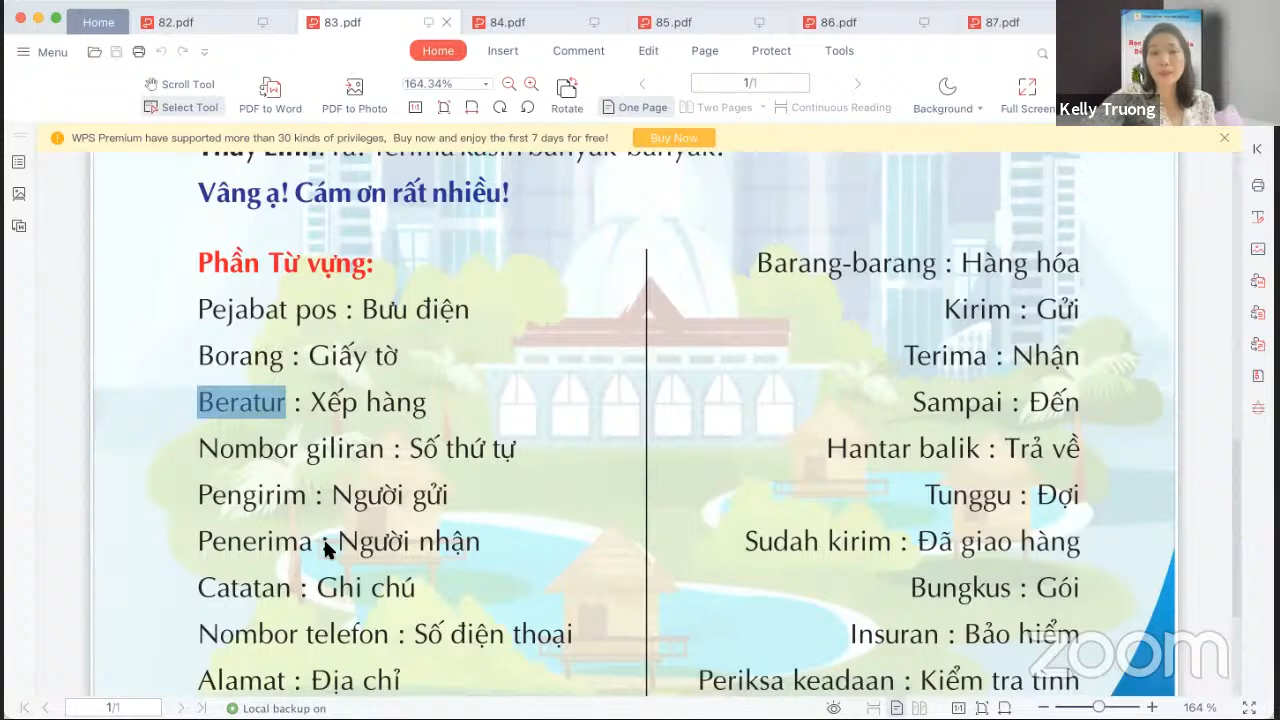 Home
82.pdf
83.pdf
84.pdf
85.pdf
86.pdf
87.pdf
Menu
Home
Insert
Comment
Edit
Page
Protect
Tools
Scroll Tool
Select Tool
PDF to Word
PDF to Photo
164.34%
Rotate
1/1
One Page
Two Pages
Continuous Reading
Background
Full Screen
Kelly Truong
WPS Premium have supported more than 30 kinds of privileges, Buy now and enjoy the first 7 days for free!
Buy Now
Vâng ạ! Cám ơn rất nhiều!
Phần Từ vựng:
Pejabat pos : Bưu điện
Borang : Giấy tờ
Beratur : Xếp hàng
Nombor giliran : Số thứ tự
Pengirim : Người gửi
Penerima : Người nhận
Catatan : Ghi chú
Nombor telefon : Số điện thoại
Alamat : Địa chỉ
Barang-barang : Hàng hóa
Kirim : Gửi
Terima : Nhận
Sampai : Đến
Hantar balik : Trả về
Tunggu : Đợi
Sudah kirim : Đã giao hàng
Bungkus : Gói
Insuran : Bảo hiểm
Periksa keadaan : Kiểm tra tình
zoom
1/1
Local backup on
164 %